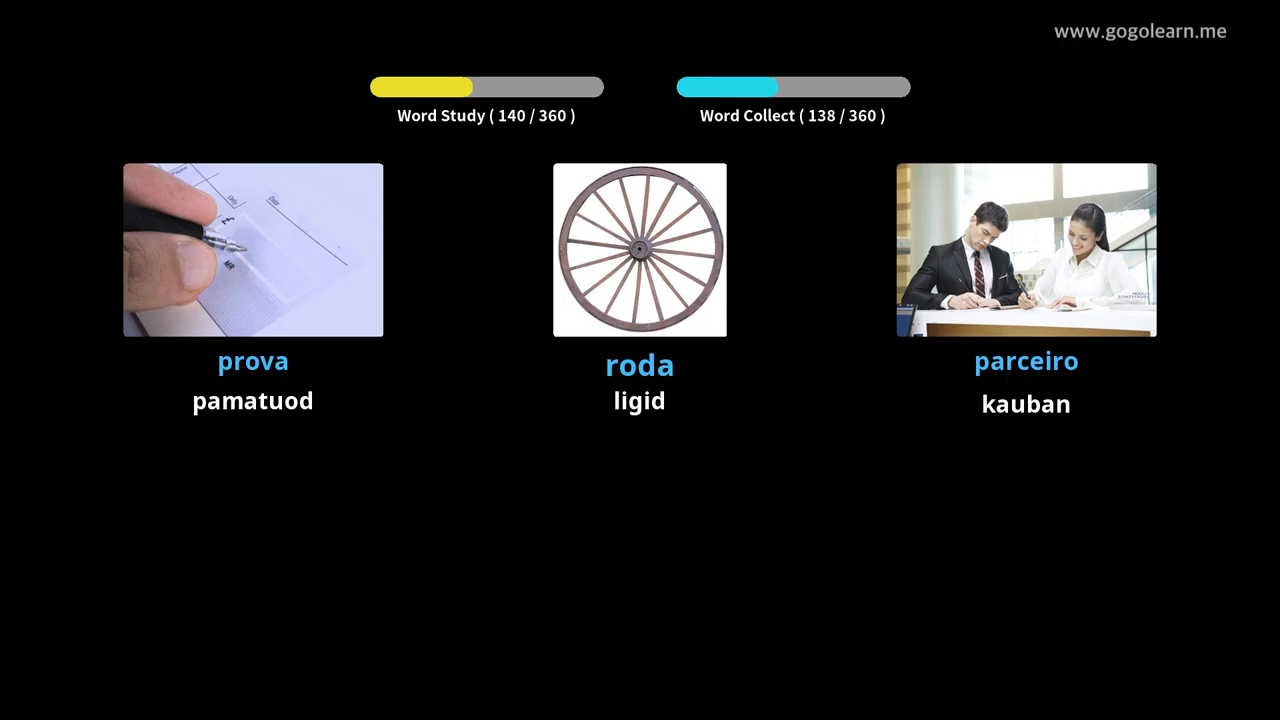 www.gogolearn.me
Word Study ( 140 / 360 )
Word Collect ( 138 / 360 )
prova
pamatuod
roda
ligid
parceiro
kauban